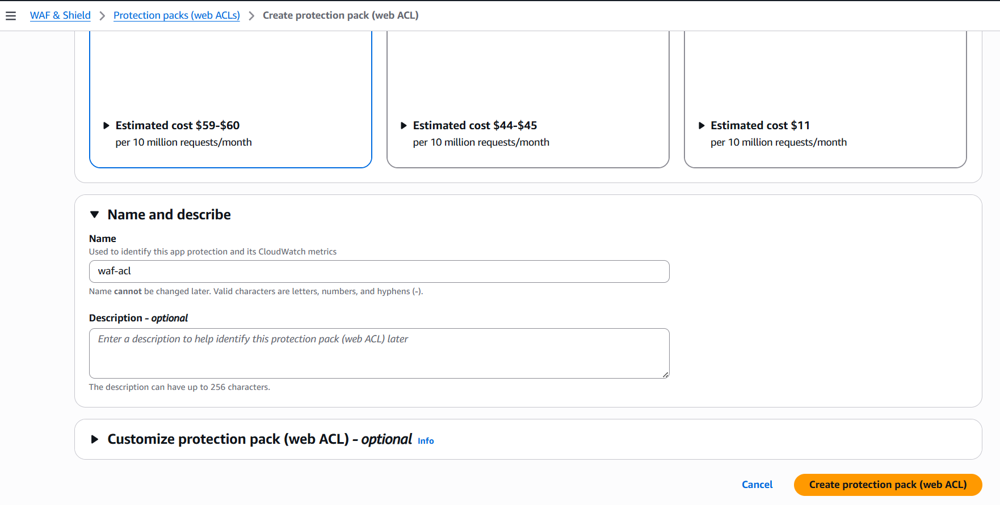 WAF & Shield > Protection packs (web ACLs) > Create protection pack (web ACL)
Estimated cost $59-$60
per 10 million requests/month
Estimated cost $44-$45
per 10 million requests/month
Estimated cost $11
per 10 million requests/month
Name and describe
Name
Used to identify this app protection and its CloudWatch metrics
waf-acl
Name cannot be changed later. Valid characters are letters, numbers, and hyphens (-).
Description - optional
Enter a description to help identify this protection pack (web ACL) later
The description can have up to 256 characters.
Customize protection pack (web ACL) - optional Info
Cancel
Create protection pack (web ACL)